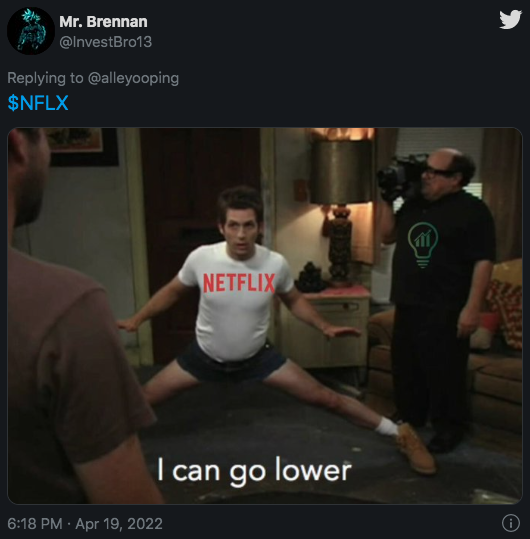 Mr. Brennan
@InvestBro13
Replying to @alleyooping
$NFLX
NETFLIX
I can go lower
6:18 PM · Apr 19, 2022